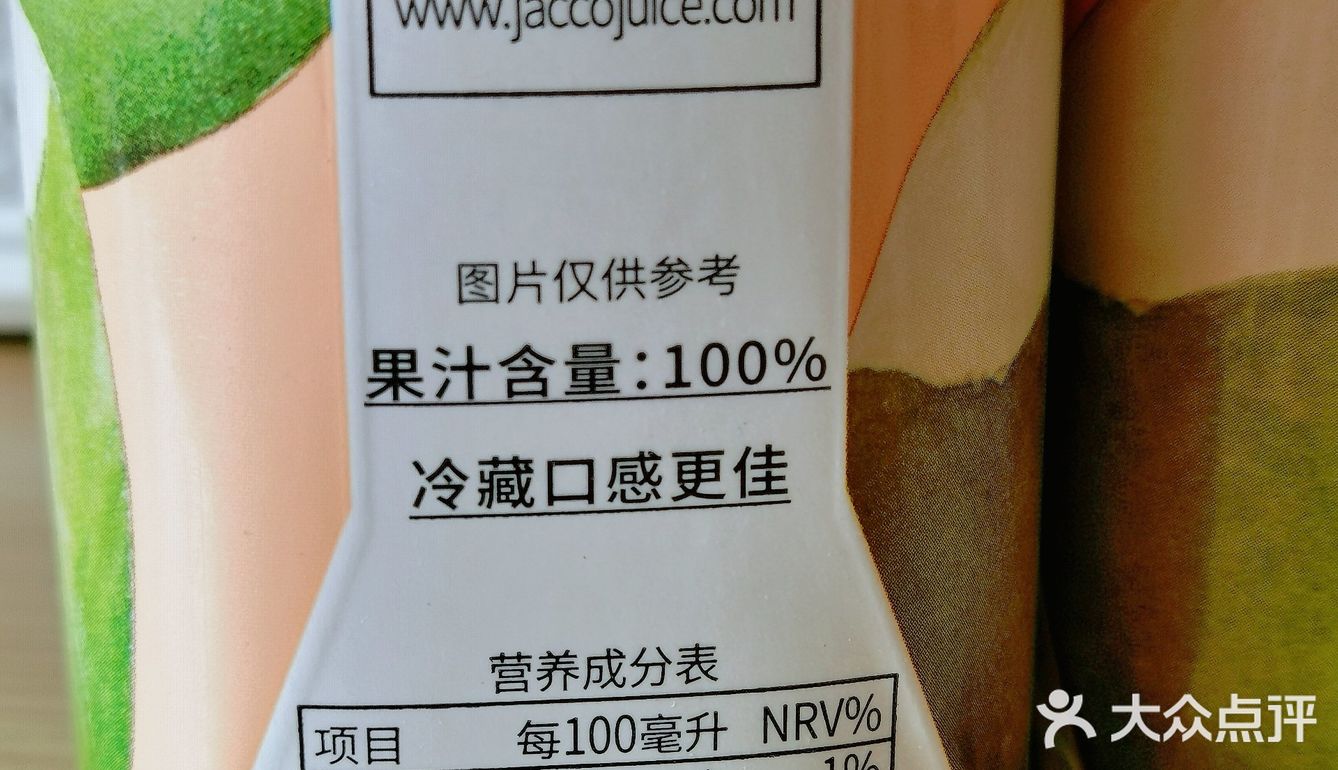 www.jaccojuice.com
图片仅供参考
果汁含量:100%
冷藏口感更佳
营养成分表
项目 每100毫升 NRV%
1%
大众点评